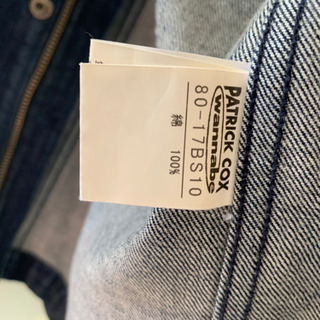 PATRICK COX
wannabe
80-17BS10
綿 100%